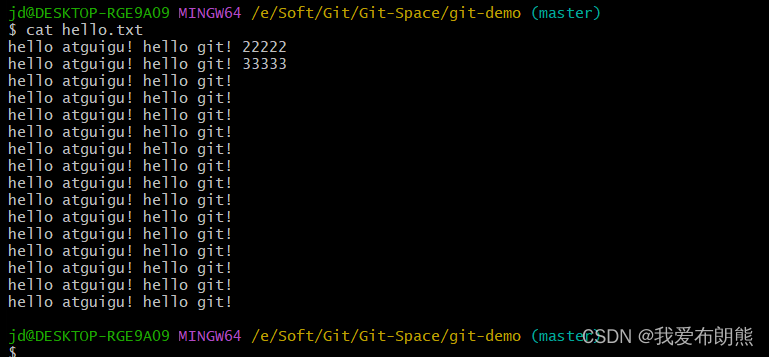 jd@DESKTOP-RGE9AO9 MINGW64 /e/Soft/Git/Git-Space/git-demo (master)
$ cat hello.txt
hello atguigu! hello git! 22222
hello atguigu! hello git! 33333
hello atguigu! hello git!
hello atguigu! hello git!
hello atguigu! hello git!
hello atguigu! hello git!
hello atguigu! hello git!
hello atguigu! hello git!
hello atguigu! hello git!
hello atguigu! hello git!
hello atguigu! hello git!
hello atguigu! hello git!
hello atguigu! hello git!
hello atguigu! hello git!
hello atguigu! hello git!
hello atguigu! hello git!
jd@DESKTOP-RGE9AO9 MINGW64 /e/Soft/Git/Git-Space/git-demo (master)
$
CSDN @我爱布朗熊